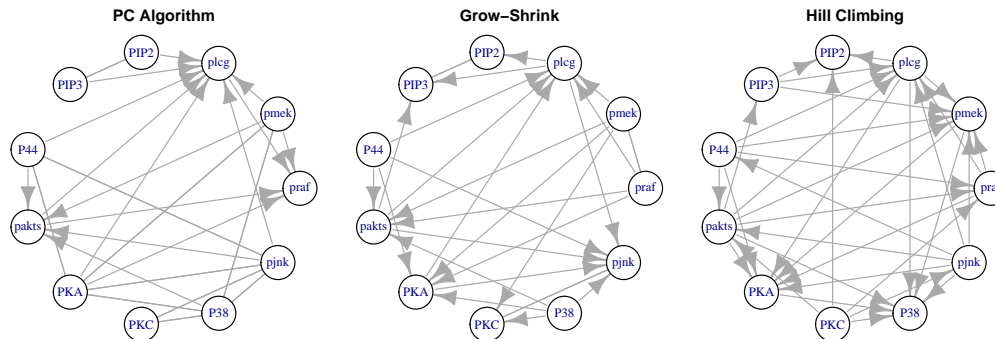 PC Algorithm
PIP2
plcg
PIP3
pmek
P44
praf
pakts
pjnk
PKA
P38
PKC
Grow−Shrink
PIP2
plcg
PIP3
pmek
P44
praf
pakts
pjnk
PKA
P38
PKC
Hill Climbing
PIP2
plcg
PIP3
pmek
P44
praf
pakts
pjnk
PKA
P38
PKC